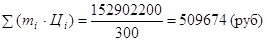 ∑(mᵢ · Цᵢ) = 152902200/300 = 509674 (руб)